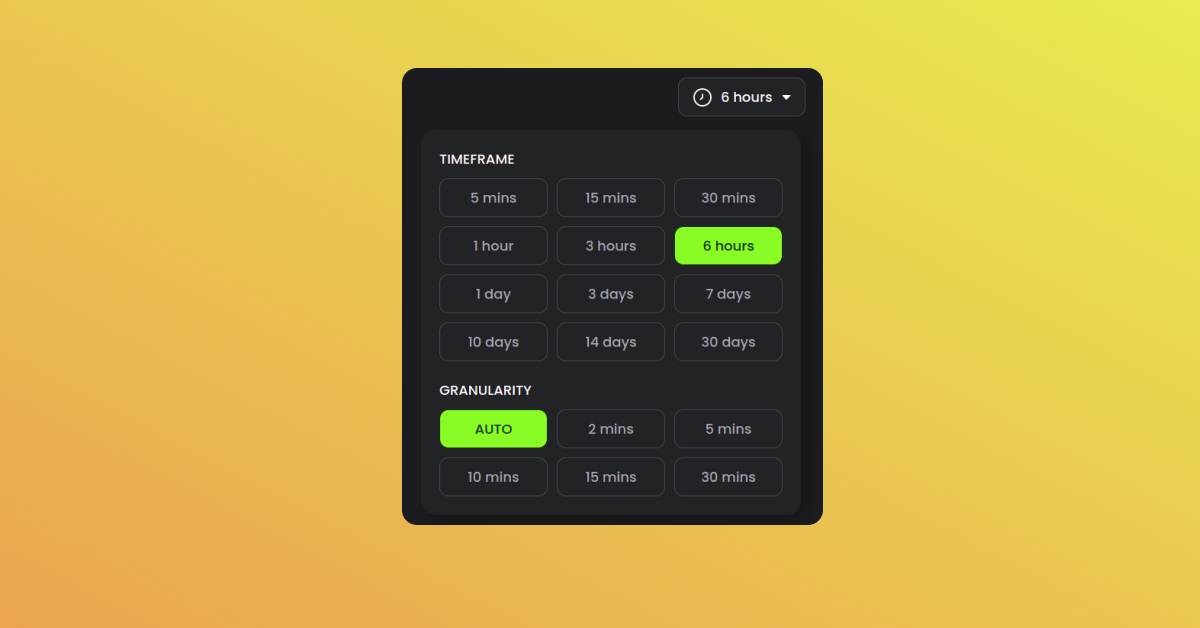 6 hours
TIMEFRAME
5 mins 15 mins 30 mins
1 hour 3 hours 6 hours
1 day 3 days 7 days
10 days 14 days 30 days
GRANULARITY
AUTO 2 mins 5 mins
10 mins 15 mins 30 mins